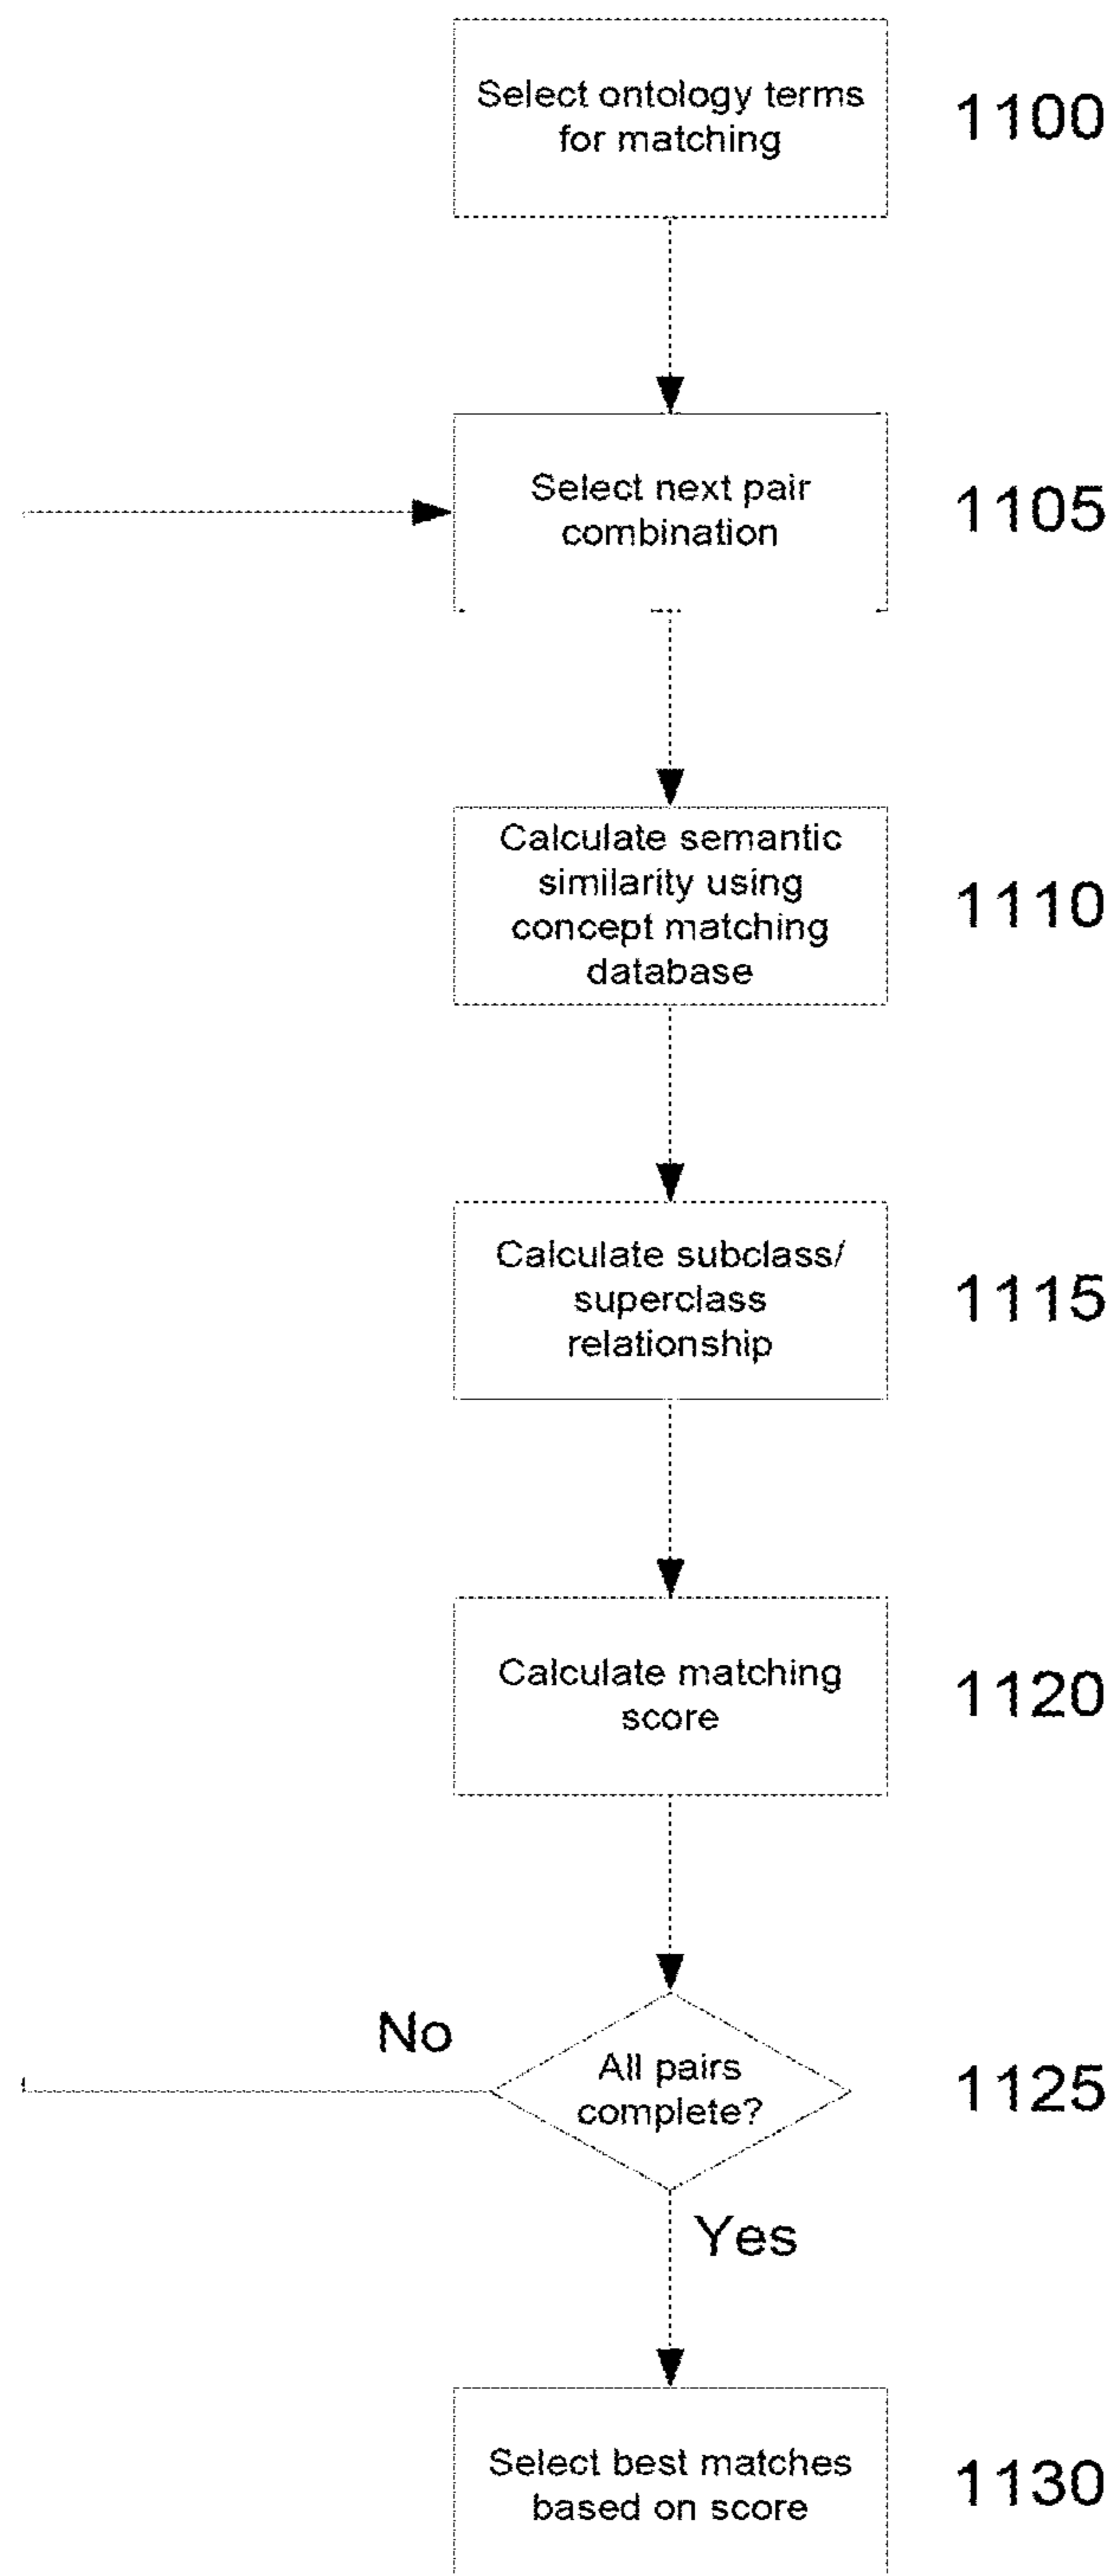 Select ontology terms
for matching
1100
Select next pair
combination
1105
Calculate semantic
similarity using
concept matching
database
1110
Calculate subclass/
superclass
relationship
1115
Calculate matching
score
1120
No
All pairs
complete?
1125
Yes
Select best matches
based on score
1130